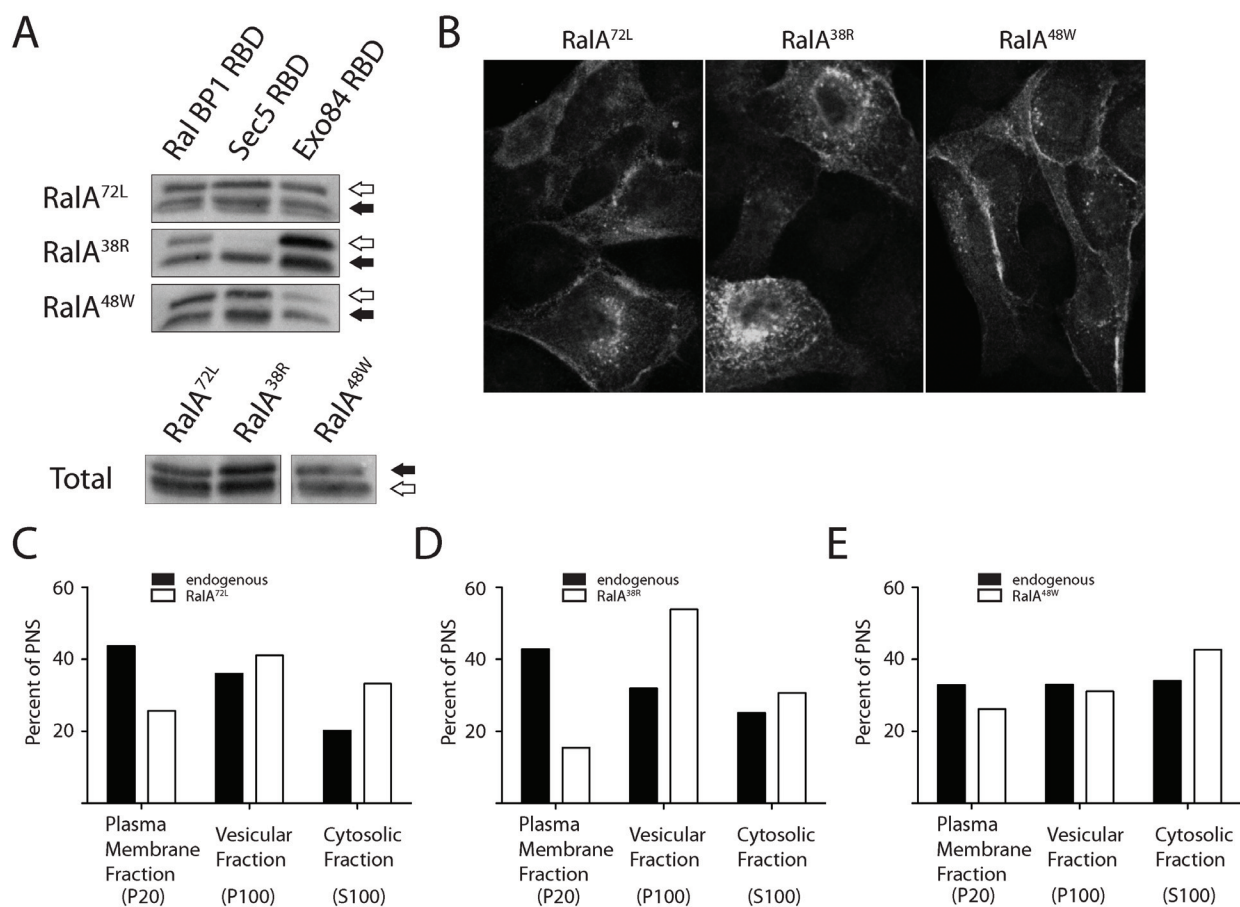 A
Ral BP1 RBD
Sec5 RBD
Exo84 RBD
RalA72L
RalA38R
RalA48W
RalA72L
RalA38R
RalA48W
Total
B
RalA72L
RalA38R
RalA48W
C
endogenous
RalA72L
Percent of PNS
60
40
20
Plasma
Membrane
Fraction
(P20)
Vesicular
Fraction
(P100)
Cytosolic
Fraction
(S100)
D
endogenous
RalA38R
Percent of PNS
60
40
20
Plasma
Membrane
Fraction
(P20)
Vesicular
Fraction
(P100)
Cytosolic
Fraction
(S100)
E
endogenous
RalA48W
Percent of PNS
60
40
20
Plasma
Membrane
Fraction
(P20)
Vesicular
Fraction
(P100)
Cytosolic
Fraction
(S100)